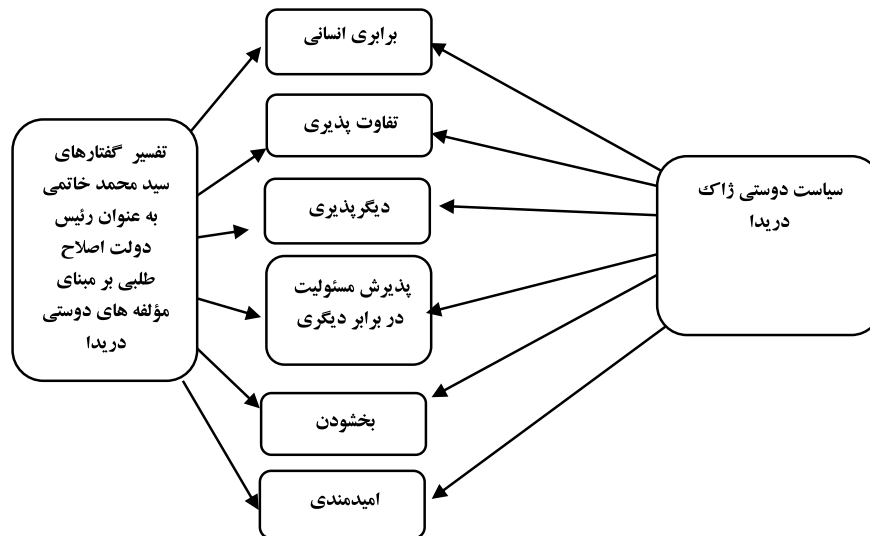 سیاست دوستی ژاک
دریدا
برابری انسانی
تفاوت پذیری
دیگرپذیری
پذیرش مسئولیت
در برابر دیگری
بخشودن
امیدمندی
تفسیر گفتارهای
سید محمد خاتمی
به عنوان رئیس
دولت اصلاح
طلبی بر مبنای
مؤلفه های دوستی
دریدا